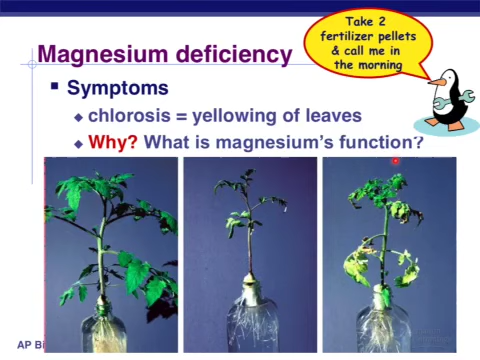 Take 2
fertilizer pellets
& call me in
the morning
Magnesium deficiency
Symptoms
chlorosis = yellowing of leaves
Why? What is magnesium's function?
AP Bi